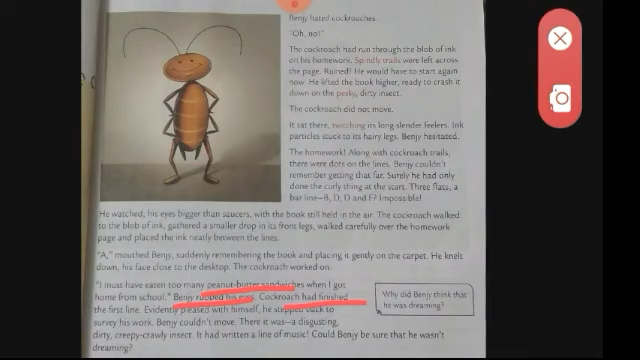 Benjy hated cockroaches.
"Oh, no!"
The cockroach had run through the blob of ink
on his homework. Spindly trails were left across
the page. Ruined! He would have to start again
now. He lifted the book higher, ready to crash it
down on the pesky, dirty insect.
The cockroach did not move.
It sat there, twitching its long slender feelers. Ink
particles stuck to its hairy legs. Benjy hesitated.
The homework! Along with cockroach trails,
there were dots on the lines. Benjy couldn't
remember getting that far. Surely he had only
done the curly thing at the stars. Three flats, a
bar line—B, D, D and F? Impossible!
He watched, his eyes bigger than saucers, with the book still held in the air. The cockroach walked
to the blob of ink, gathered a smaller drop in its front legs, walked carefully over the homework
page and placed the ink neatly between the lines.
"A," mouthed Benjy, suddenly remembering the book and placing it gently on the carpet. He knelt
down, his face close to the desktop. The cockroach worked on.
"I must have eaten too many peanut-butter sandwiches when I got
home from school." Benjy rubbed his eyes. Cockroach had finished
the first line. Evidently pleased with himself, he stepped back to
survey his work. Benjy couldn't move. There it was—a disgusting,
dirty, creepy-crawly insect. It had written a line of music! Could Benjy be sure that he wasn't
dreaming?
Why did Benjy think that
he was dreaming?